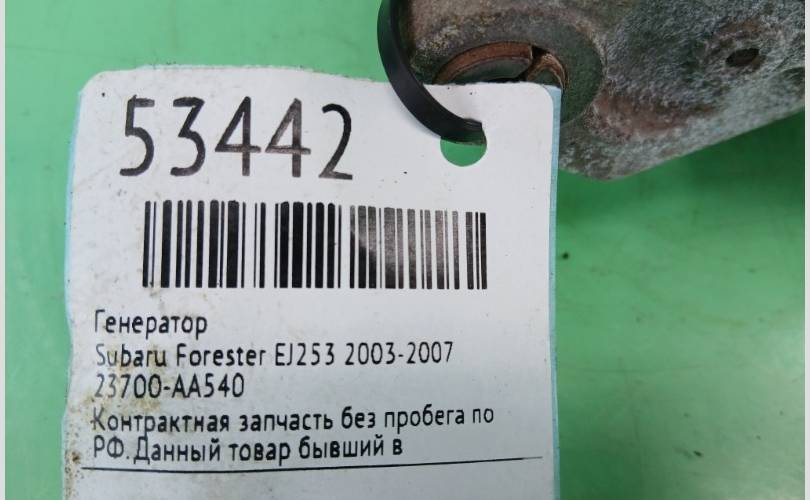 53442
Генератор
Subaru Forester EJ253 2003-2007
23700-AA540
Контрактная запчасть без пробега по
РФ. Данный товар бывший в